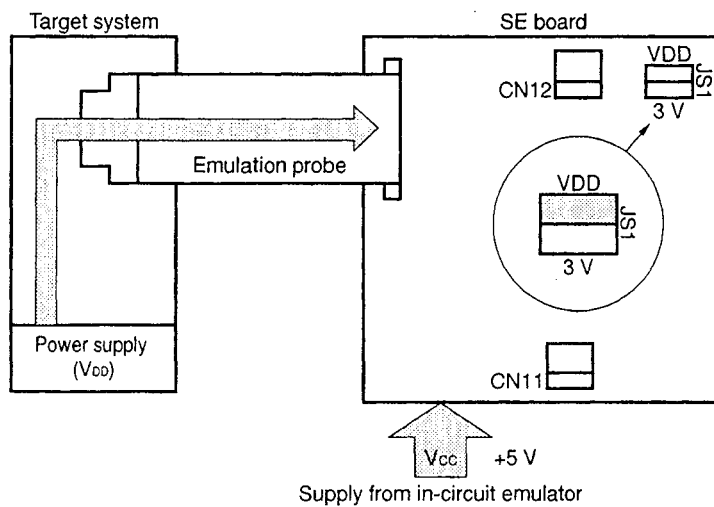 Target system
SE board
VDD
JS1
CN12
3 V
Emulation probe
VDD
JS1
3 V
Power supply
(VDD)
CN11
VCC +5 V
Supply from in-circuit emulator